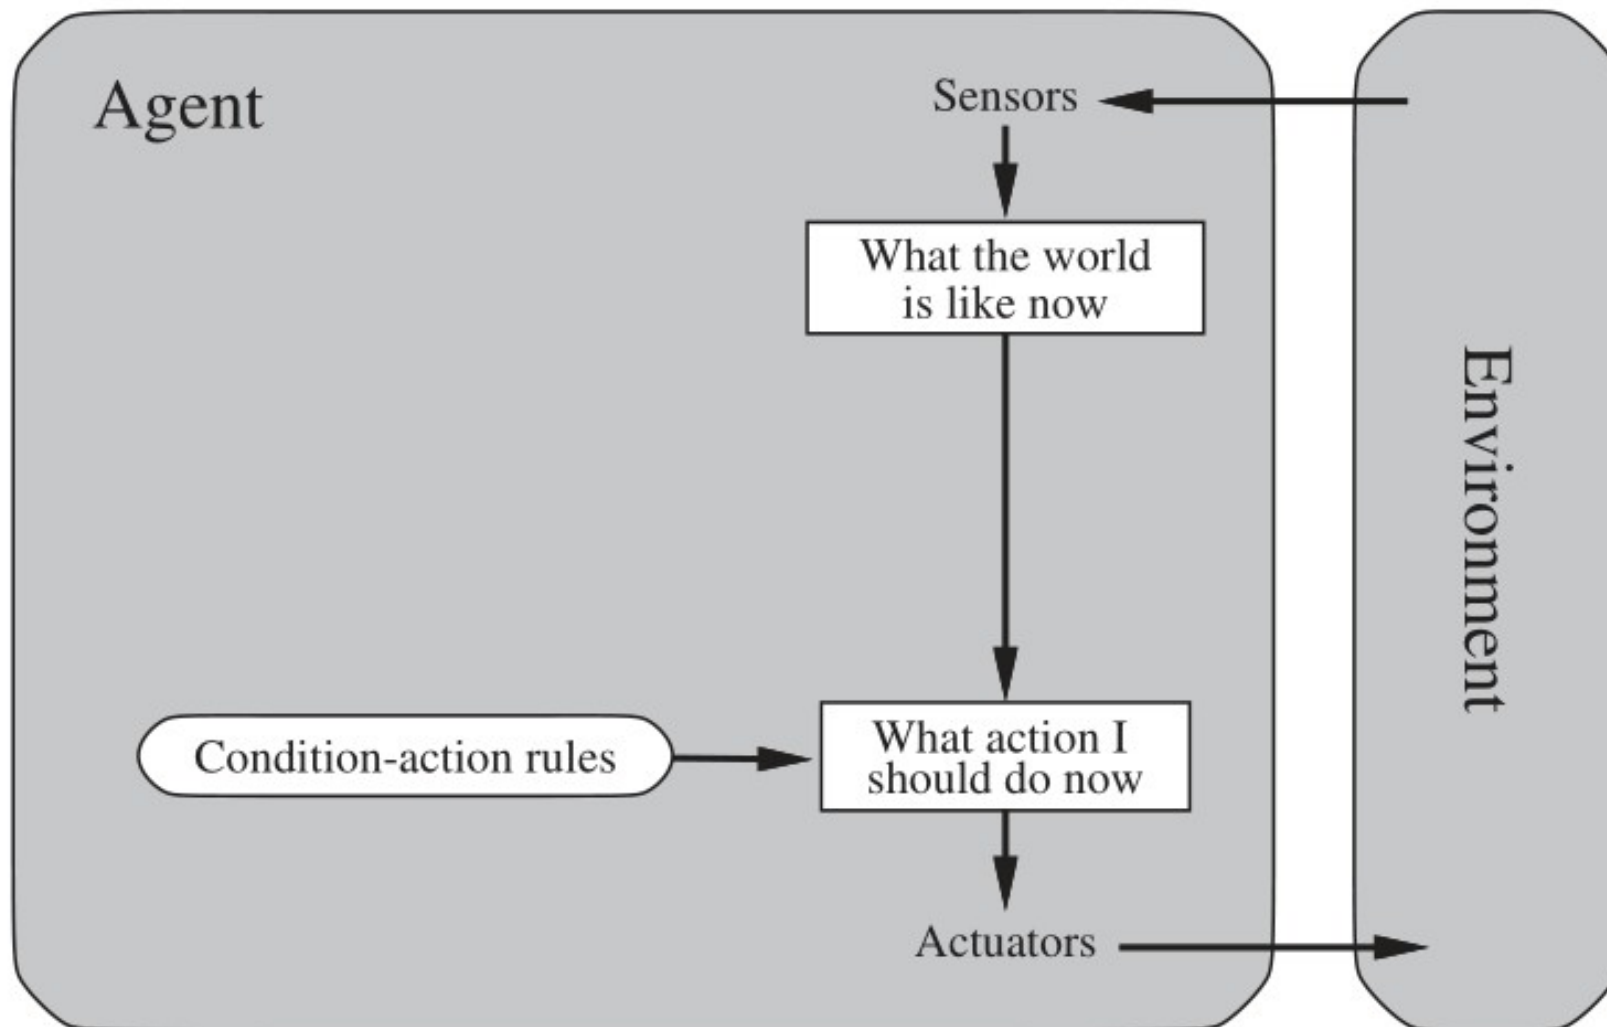 Agent
Sensors
What the world
is like now
Environment
Condition-action rules
What action I
should do now
Actuators